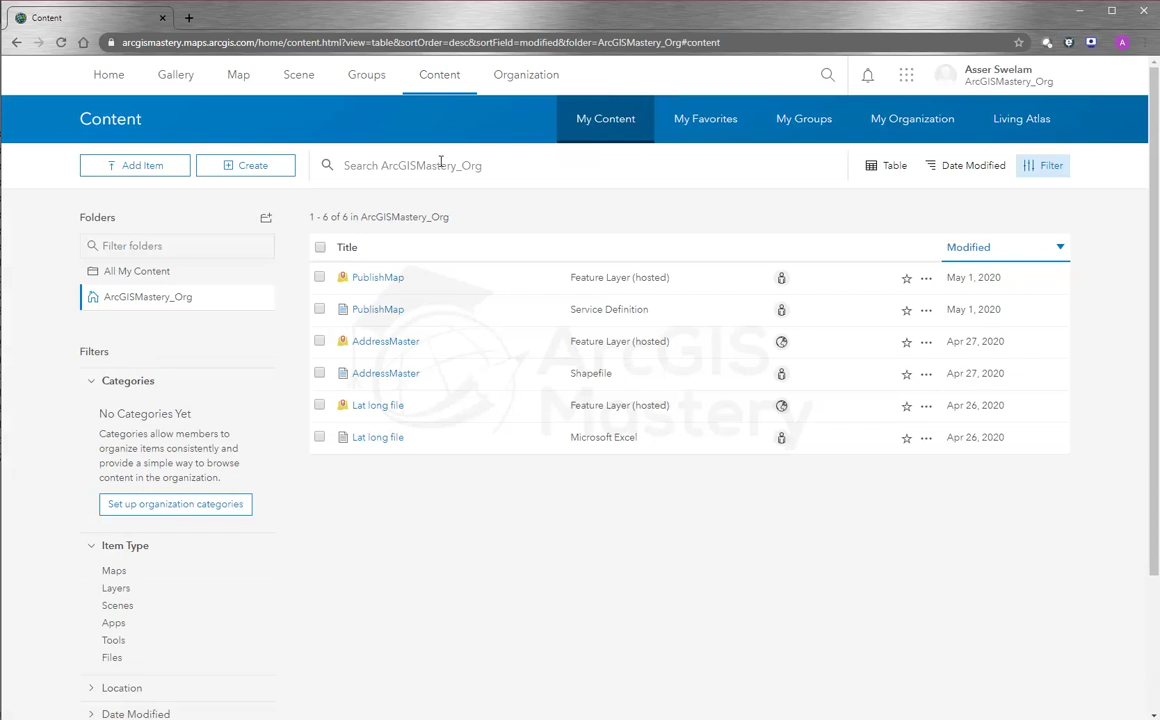 Content
arcgismastery.maps.arcgis.com/home/content.html?view=table&sortOrder=desc&sortField=modified&folder=ArcGISMastery_Org#content
A
Home Gallery Map Scene Groups Content Organization
Asser Swelam
ArcGISMastery_Org
Content
My Content My Favorites My Groups My Organization Living Atlas
Add Item Create Search ArcGISMastery_Org Table Date Modified Filter
Folders
Filter folders
All My Content
ArcGISMastery_Org
Filters
Categories
No Categories Yet
Categories allow members to
organize items consistently and
provide a simple way to browse
content in the organization.
Set up organization categories
Item Type
Maps
Layers
Scenes
Apps
Tools
Files
Location
Date Modified
1 - 6 of 6 in ArcGISMastery_Org
Title Modified
PublishMap Feature Layer (hosted) May 1, 2020
PublishMap Service Definition May 1, 2020
AddressMaster Feature Layer (hosted) Apr 27, 2020
AddressMaster Shapefile Apr 27, 2020
Lat long file Feature Layer (hosted) Apr 26, 2020
Lat long file Microsoft Excel Apr 26, 2020
ArcGIS
Mastery